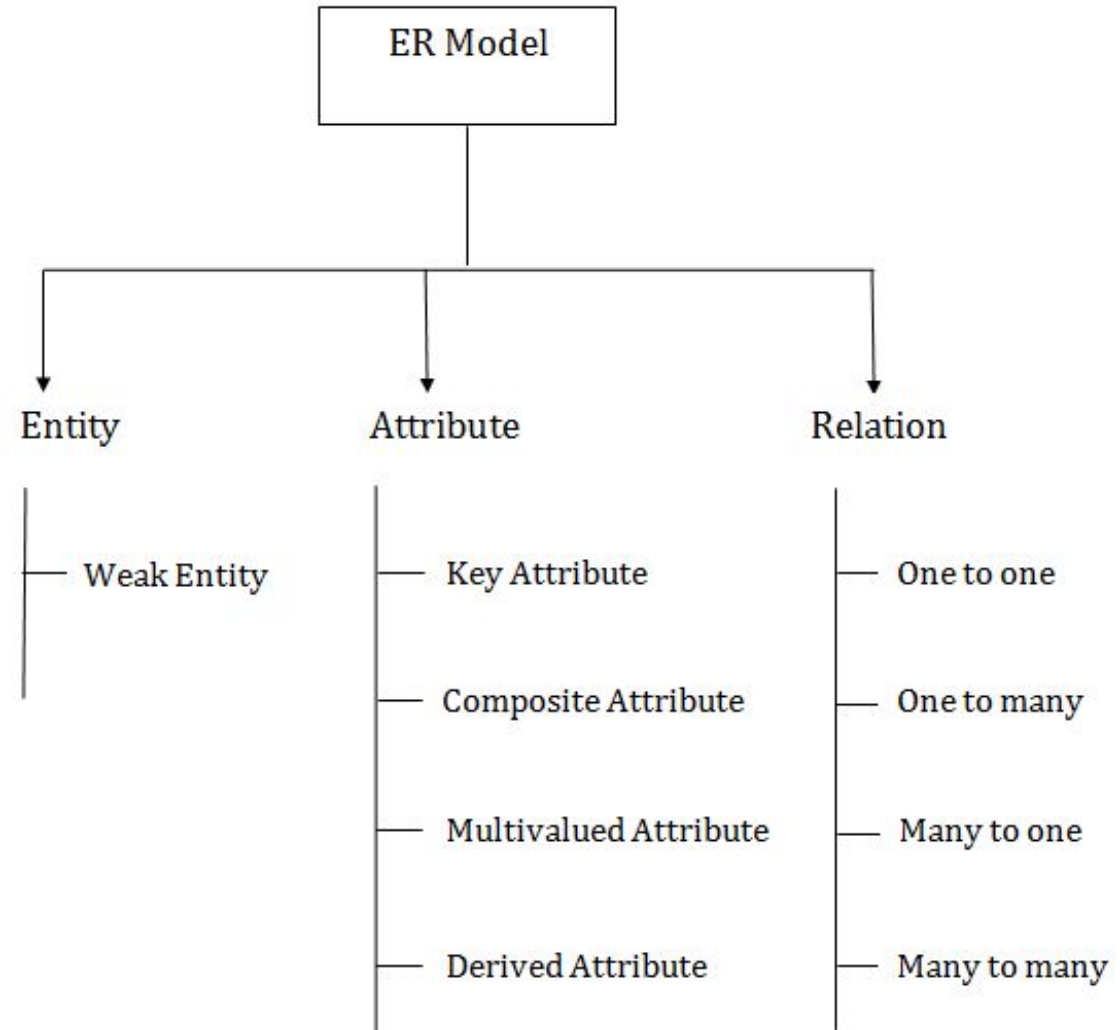 ER Model
Entity
Attribute
Relation
Weak Entity
Key Attribute
One to one
Composite Attribute
One to many
Multivalued Attribute
Many to one
Derived Attribute
Many to many